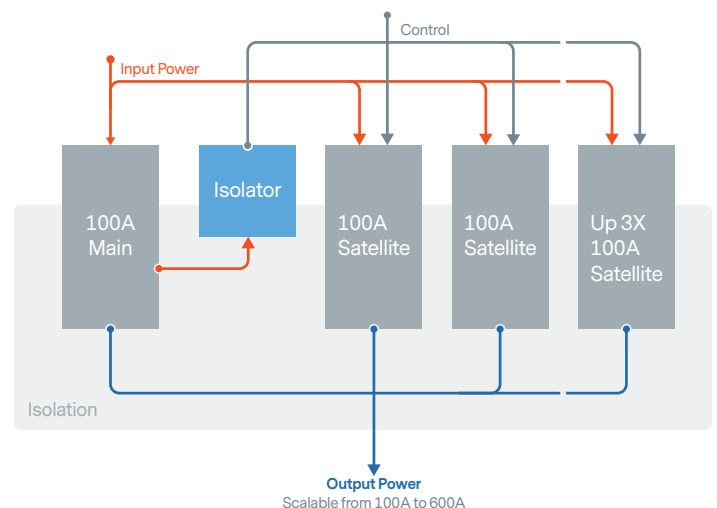 Control
Input Power
Isolator
100A
Main
100A
Satellite
100A
Satellite
Up 3X
100A
Satellite
Isolation
Output Power
Scalable from 100A to 600A